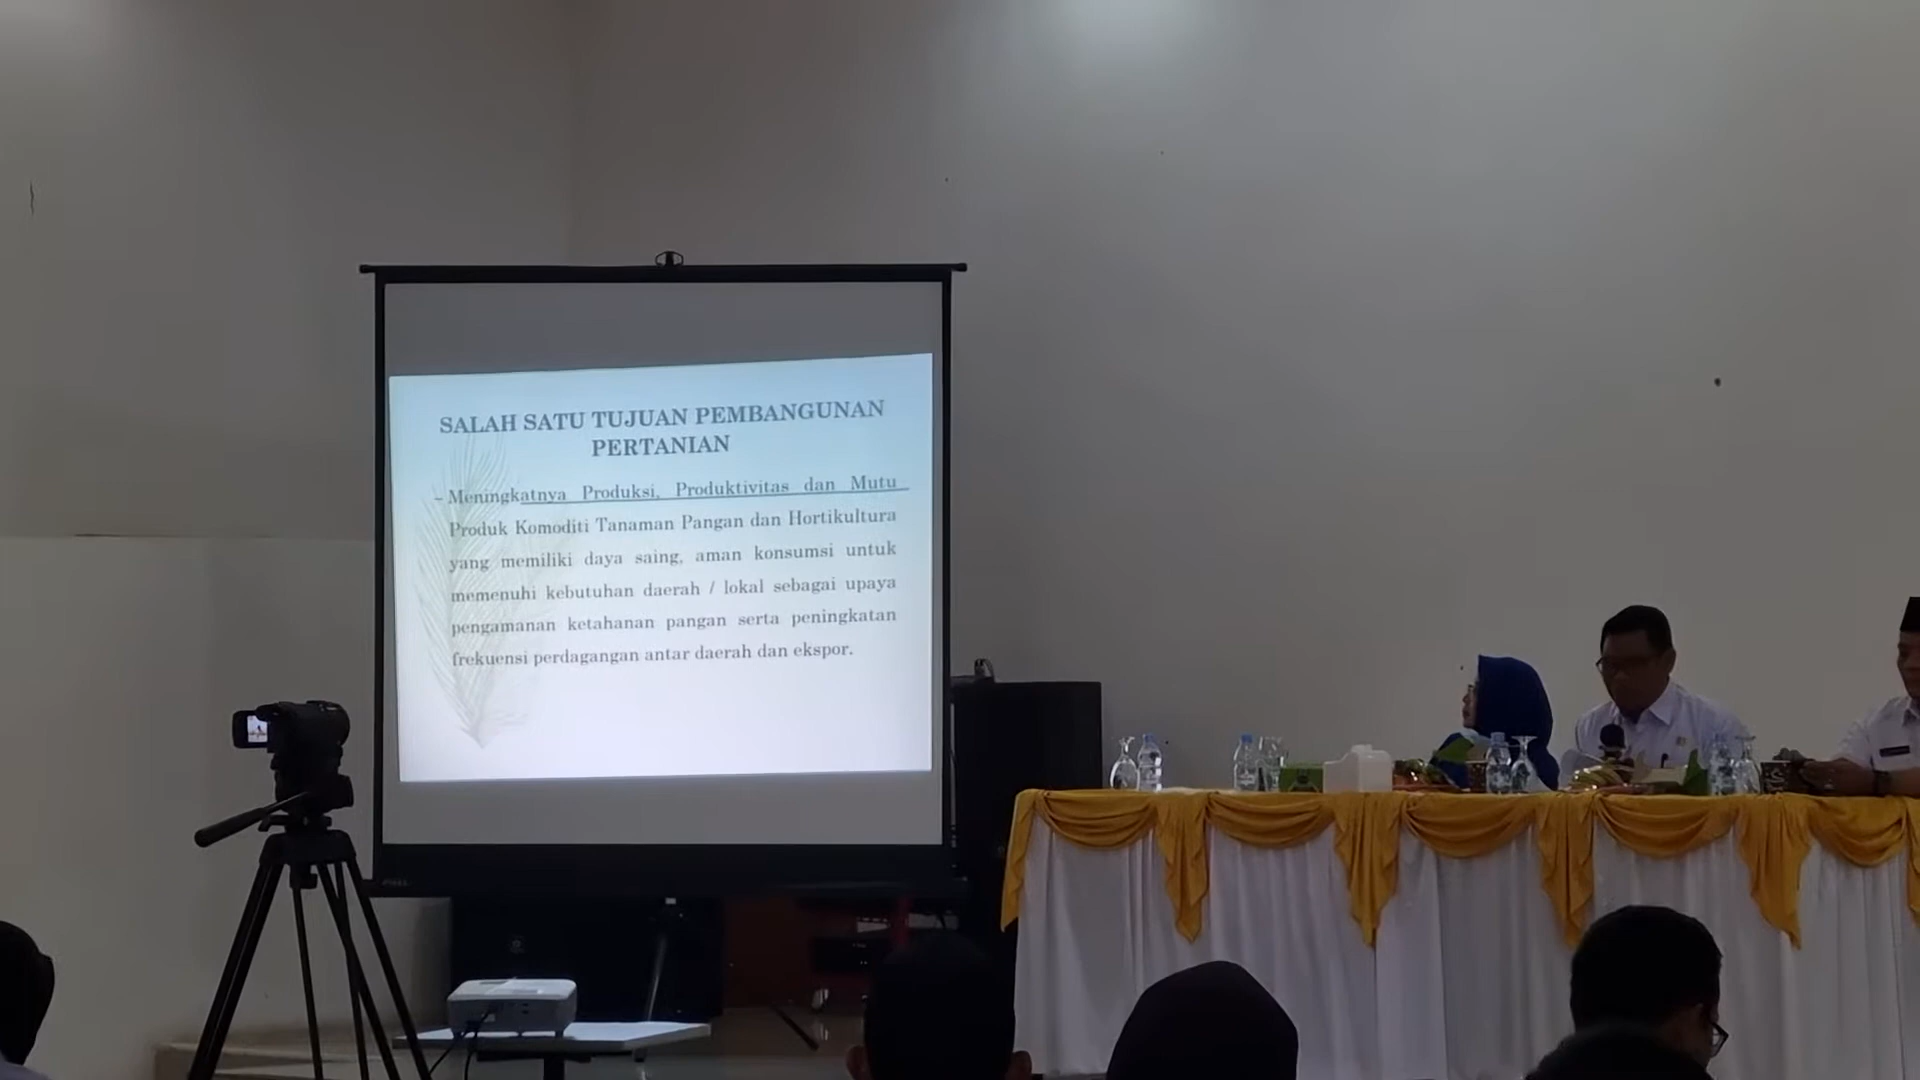 SALAH SATU TUJUAN PEMBANGUNAN
PERTANIAN
– Meningkatnya Produksi, Produktivitas dan Mutu
Produk Komoditi Tanaman Pangan dan Hortikultura
yang memiliki daya saing, aman konsumsi untuk
memenuhi kebutuhan daerah / lokal sebagai upaya
pengamanan ketahanan pangan serta peningkatan
frekuensi perdagangan antar daerah dan ekspor.